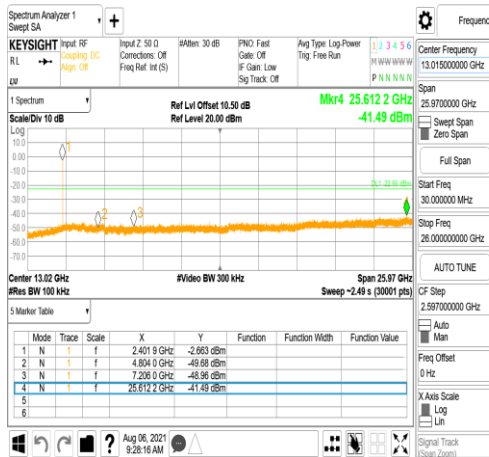 Spectrum Analyzer 1
Swept SA
Frequenc
KEYSIGHT
RL
Input: RF
Coupling: DC
Align: Off
Input Z: 50 Ω
Corrections: Off
Freq Ref: Int (S)
#Atten: 30 dB
PNO: Fast
Gate: Off
IF Gain: Low
Sig Track: Off
Avg Type: Log-Power
Trig: Free Run
1 2 3 4 5 6
M W W W W W
P N N N N N
1 Spectrum
Scale/Div 10 dB
Ref Lvl Offset 10.50 dB
Ref Level 20.00 dBm
Mkr4 25.612 2 GHz
-41.49 dBm
Log
10.0
0.00
-10.0
-20.0
-30.0
-40.0
-50.0
-60.0
-70.0
1
2
3
Center 13.02 GHz
#Res BW 100 kHz
#Video BW 300 kHz
Span 25.97 GHz
Sweep ~2.49 s (30001 pts)
5 Marker Table
Mode Trace Scale X Y Function Function Width Function Value
1 N 1 f 2.401 9 GHz -2.663 dBm
2 N 1 f 4.804 0 GHz -49.68 dBm
3 N 1 f 7.206 0 GHz -48.96 dBm
4 N 1 f 25.612 2 GHz -41.49 dBm
5
6
Aug 06, 2021
9:28:16 AM
Center Frequency
13.015000000 GHz
Span
25.9700000 GHz
Swept Span
Zero Span
Full Span
Start Freq
30.000000 MHz
Stop Freq
26.000000000 GHz
AUTO TUNE
CF Step
2.597000000 GHz
Auto
Man
Freq Offset
0 Hz
X Axis Scale
Log
Lin
Signal Track
(Span Zoom)